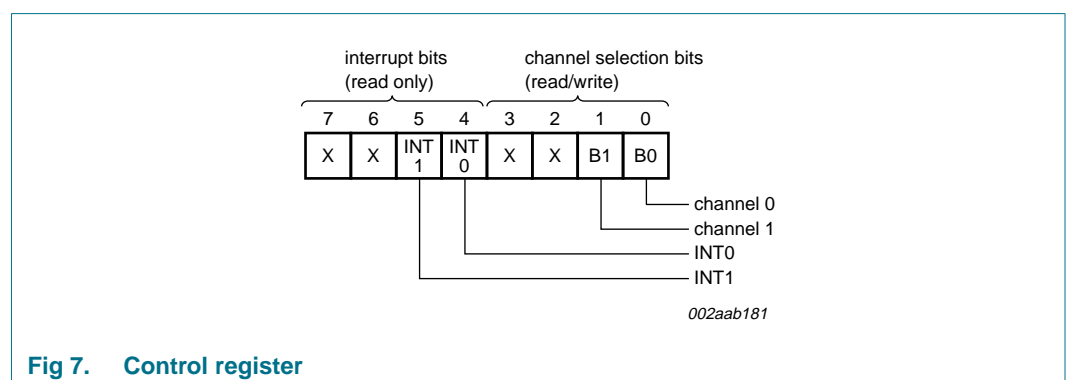 interrupt bits
(read only)
channel selection bits
(read/write)
7 6 5 4 3 2 1 0
X X INT 1 INT 0 X X B1 B0
channel 0
channel 1
INT0
INT1
002aab181
Fig 7. Control register